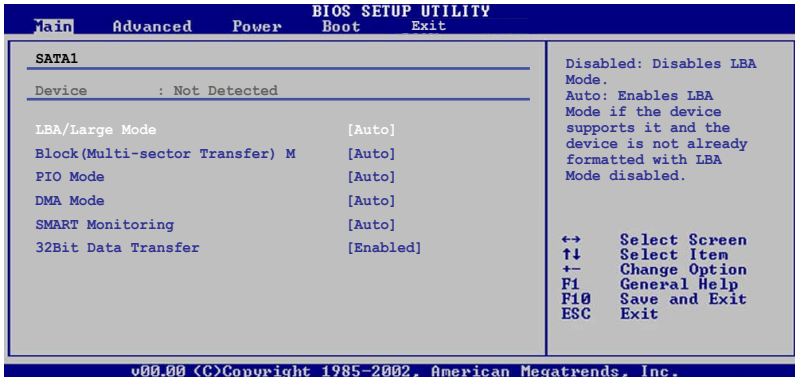 BIOS SETUP UTILITY
Main Advanced Power Boot Exit
SATA1
Device : Not Detected
LBA/Large Mode [Auto]
Block(Multi-sector Transfer) M [Auto]
PIO Mode [Auto]
DMA Mode [Auto]
SMART Monitoring [Auto]
32Bit Data Transfer [Enabled]
Disabled: Disables LBA
Mode.
Auto: Enables LBA
Mode if the device
supports it and the
device is not already
formatted with LBA
Mode disabled.
←→ Select Screen
↑↓ Select Item
+- Change Option
F1 General Help
F10 Save and Exit
ESC Exit
v00.00 (C)Copyright 1985-2002, American Megatrends, Inc.